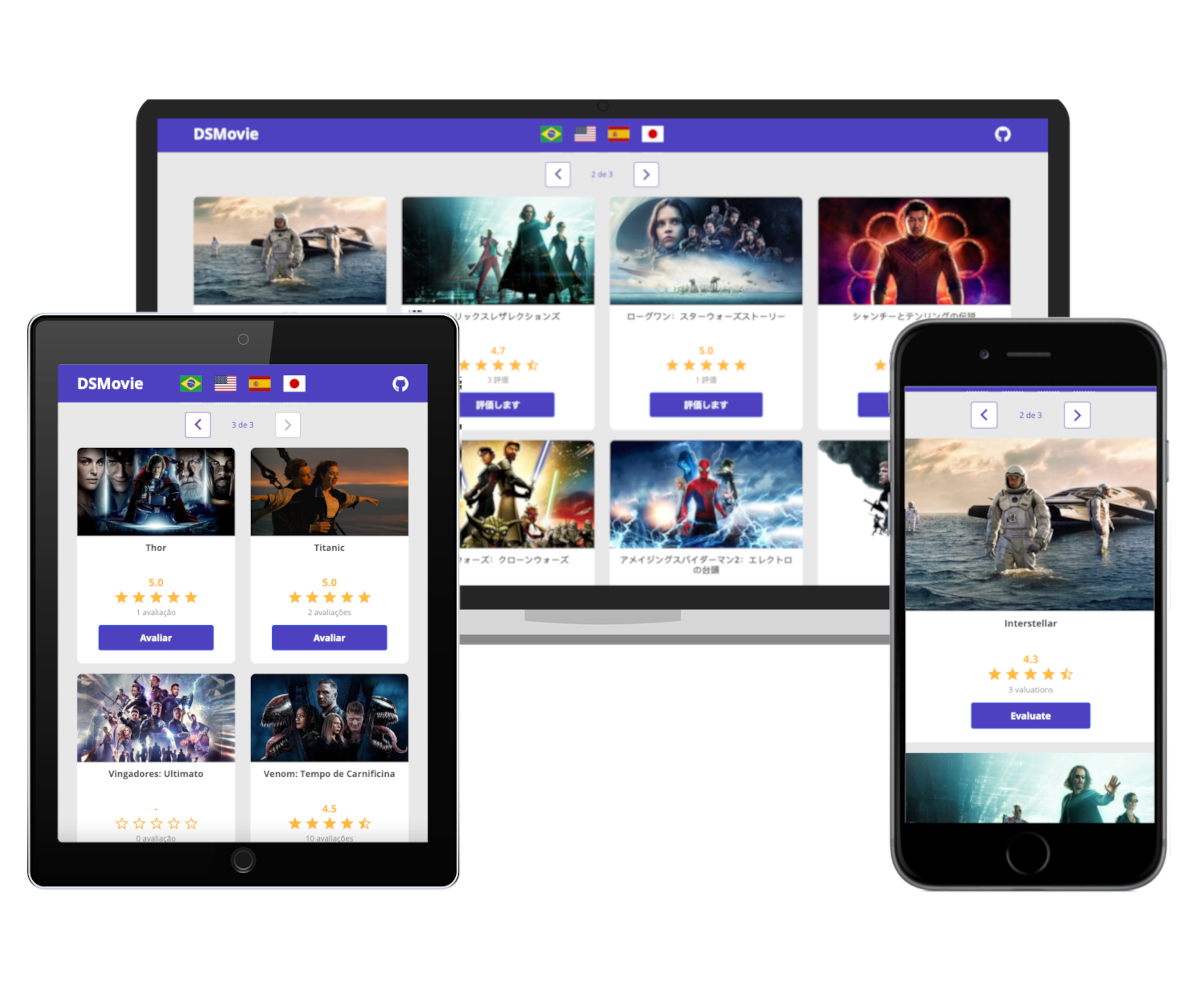 DSMovie
2 de 3
リックスレザレクションズ
4.7
3 評価
評価します
ローグワン：スターウォーズストーリー
5.0
1 評価
評価します
シャンチーとテンリングの伝説
ォーズ：クローンウォーズ
アメイジングスパイダーマン2：エレクトロ
の台頭
DSMovie
3 de 3
Thor
5.0
1 avaliação
Avaliar
Titanic
5.0
2 avaliações
Avaliar
Vingadores: Ultimato
-
0 avaliação
Venom: Tempo de Carnificina
4.5
10 avaliações
2 de 3
Interstellar
4.3
3 valuations
Evaluate